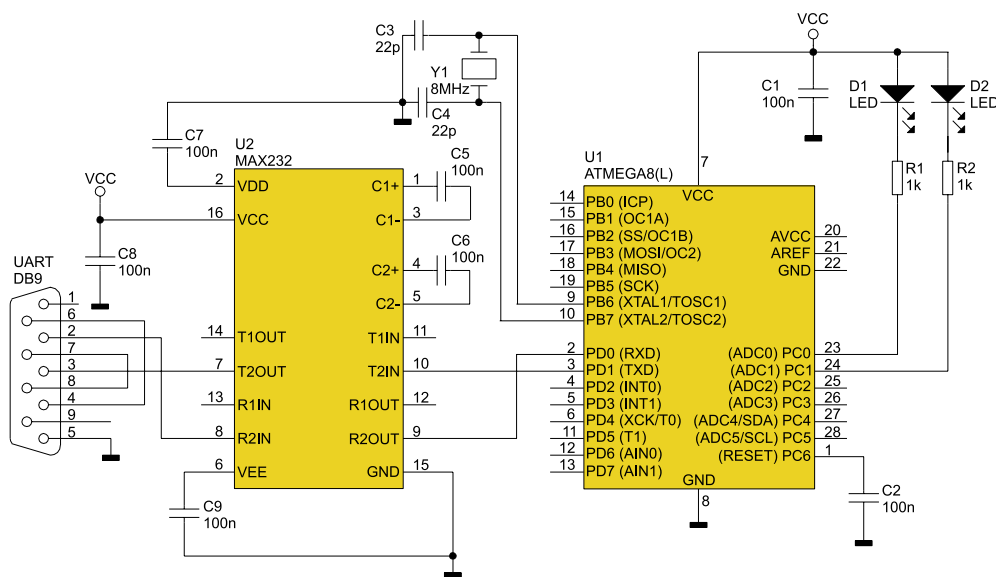 C3
22p
Y1
8MHz
C4
22p
VCC
C1
100n
D1
LED
D2
LED
R1
1k
R2
1k
C7
100n
U2
MAX232
C5
100n
C6
100n
VCC
C8
100n
UART
DB9
1
6
2
7
3
8
4
9
5
2 VDD
16 VCC
14 T1OUT
7 T2OUT
13 R1IN
8 R2IN
6 VEE
C1+ 1
C1- 3
C2+ 4
C2- 5
T1IN 11
T2IN 10
R1OUT 12
R2OUT 9
GND 15
C9
100n
U1
ATMEGA8(L)
7
VCC
14 PB0 (ICP)
15 PB1 (OC1A)
16 PB2 (SS/OC1B)
17 PB3 (MOSI/OC2)
18 PB4 (MISO)
19 PB5 (SCK)
9 PB6 (XTAL1/TOSC1)
10 PB7 (XTAL2/TOSC2)
2 PD0 (RXD)
3 PD1 (TXD)
4 PD2 (INT0)
5 PD3 (INT1)
6 PD4 (XCK/T0)
11 PD5 (T1)
12 PD6 (AIN0)
13 PD7 (AIN1)
AVCC 20
AREF 21
GND 22
(ADC0) PC0 23
(ADC1) PC1 24
(ADC2) PC2 25
(ADC3) PC3 26
(ADC4/SDA) PC4 27
(ADC5/SCL) PC5 28
(RESET) PC6 1
GND
8
C2
100n